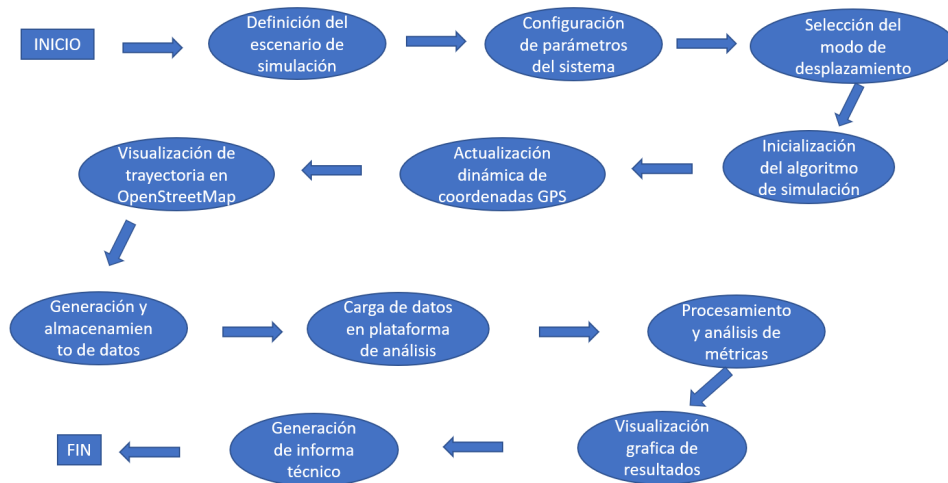 INICIO
Definición del
escenario de
simulación
Configuración
de parámetros
del sistema
Selección del
modo de
desplazamiento
Inicialización
del algoritmo
de simulación
Actualización
dinámica de
coordenadas GPS
Visualización de
trayectoria en
OpenStreetMap
Generación y
almacenamien
to de datos
Carga de datos
en plataforma
de análisis
Procesamiento
y análisis de
métricas
Visualización
grafica de
resultados
Generación
de informa
técnico
FIN